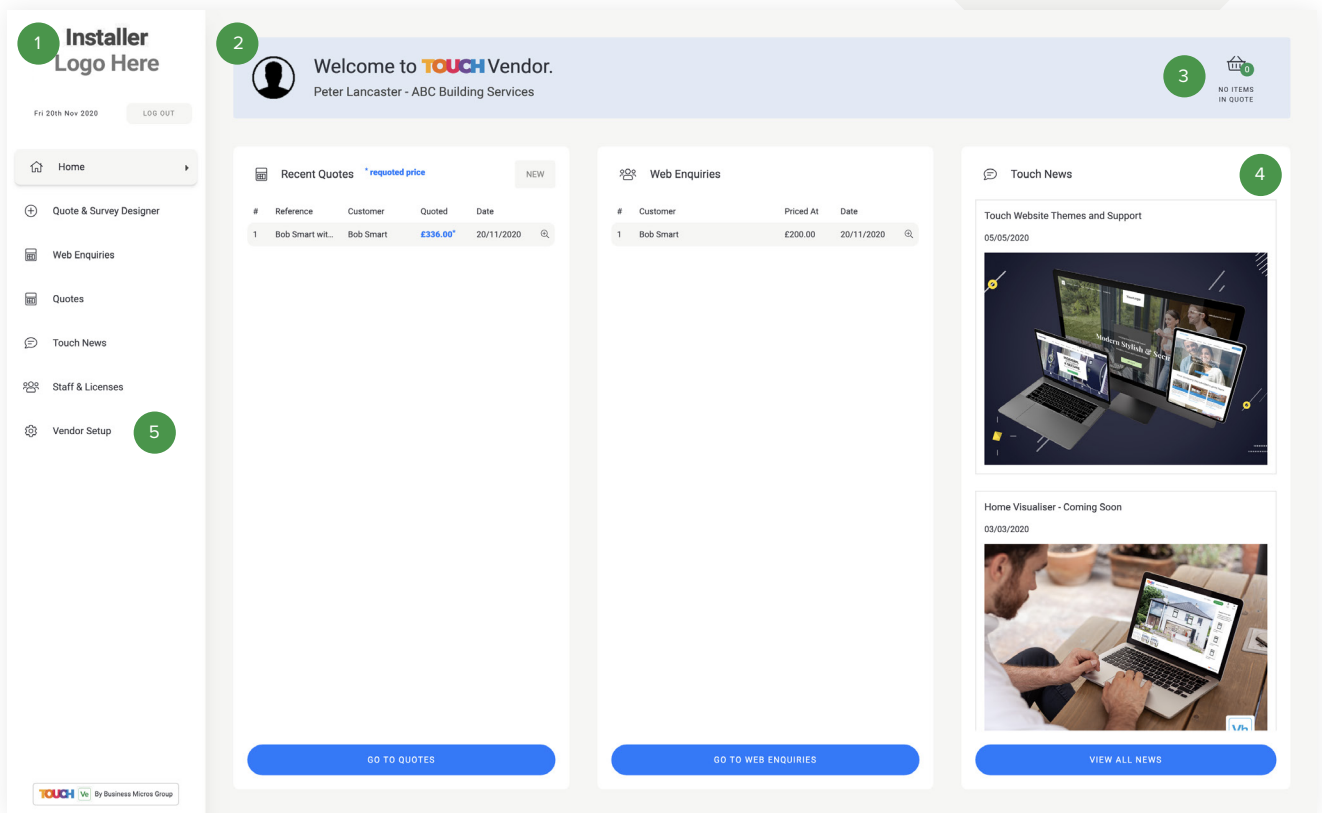 1
Installer
Logo Here
Fri 20th Nov 2020
LOG OUT
Home
Quote & Survey Designer
Web Enquiries
Quotes
Touch News
Staff & Licenses
Vendor Setup
5
TOUCH Ve By Business Micros Group
2
Welcome to TOUCH Vendor.
Peter Lancaster - ABC Building Services
3
0
NO ITEMS
IN QUOTE
Recent Quotes * requoted price
NEW
# Reference Customer Quoted Date
1 Bob Smart wit... Bob Smart £336.00* 20/11/2020
GO TO QUOTES
Web Enquiries
# Customer Priced At Date
1 Bob Smart £200.00 20/11/2020
GO TO WEB ENQUIRIES
Touch News
4
Touch Website Themes and Support
05/05/2020
Modern Stylish &
Home Visualiser - Coming Soon
03/03/2020
Vh
VIEW ALL NEWS